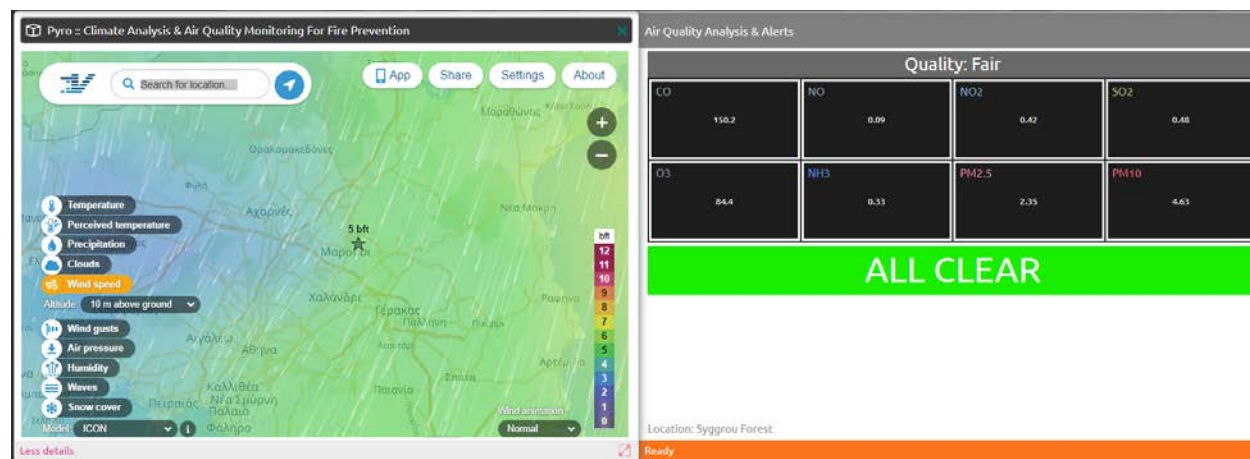 Pyro :: Climate Analysis & Air Quality Monitoring For Fire Prevention
Search for location...
App
Share
Settings
About
Μαραθώνας
Θρακομακεδόνες
Φυλή
Αχαρνές
Νέα Μάκρη
5 bft
Χαλάνδρι
Γέρακας
Παλλήνη
Πικέρμι
Ραφήνα
Αιγάλεω
Αθήνα
Σπάτα
Παιανία
Καλλιθέα
Νέα Σμύρνη
Πειραιάς
Παλαιό
Φάληρο
Temperature
Perceived temperature
Precipitation
Clouds
Wind speed
Altitude: 10 m above ground
Wind gusts
Air pressure
Humidity
Waves
Snow cover
Model: ICON
bft
12
11
10
9
8
7
6
5
4
3
2
1
0
Wind animation
Normal
Less details
Air Quality Analysis & Alerts
Quality: Fair
CO NO NO2 SO2
150.2 0.09 0.42 0.48
O3 NH3 PM2.5 PM10
84.4 0.33 2.35 4.63
ALL CLEAR
Location: Syggrou Forest
Ready